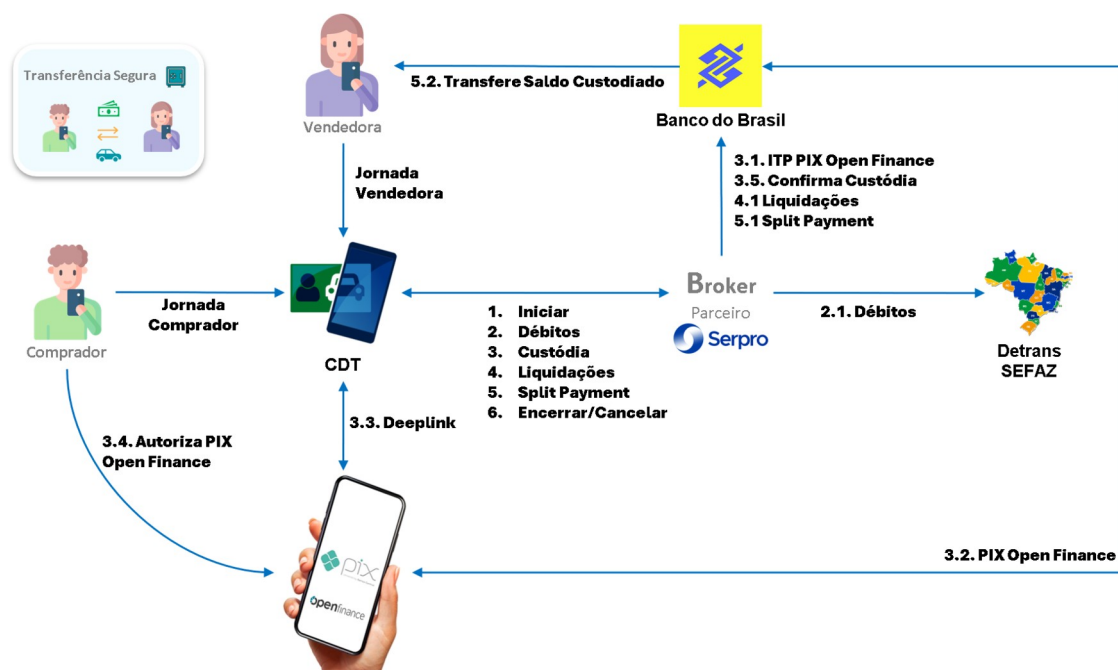 Transferência Segura
Vendedora
5.2. Transfere Saldo Custodiado
Banco do Brasil
Jornada
Vendedora
3.1. ITP PIX Open Finance
3.5. Confirma Custódia
4.1 Liquidações
5.1 Split Payment
Comprador
Jornada
Comprador
CDT
1. Iniciar
2. Débitos
3. Custódia
4. Liquidações
5. Split Payment
6. Encerrar/Cancelar
Broker
Parceiro
Serpro
2.1. Débitos
Detrans
SEFAZ
3.3. Deeplink
3.4. Autoriza PIX
Open Finance
pix
openfinance
3.2. PIX Open Finance